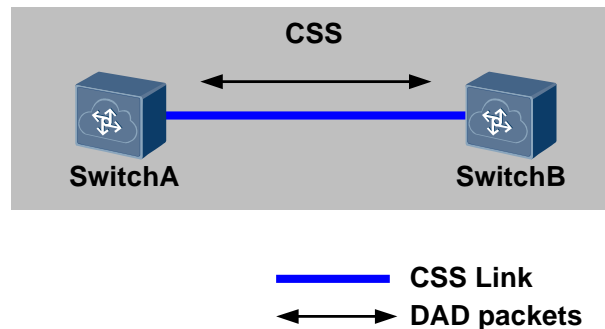 CSS
SwitchA
SwitchB
CSS Link
DAD packets